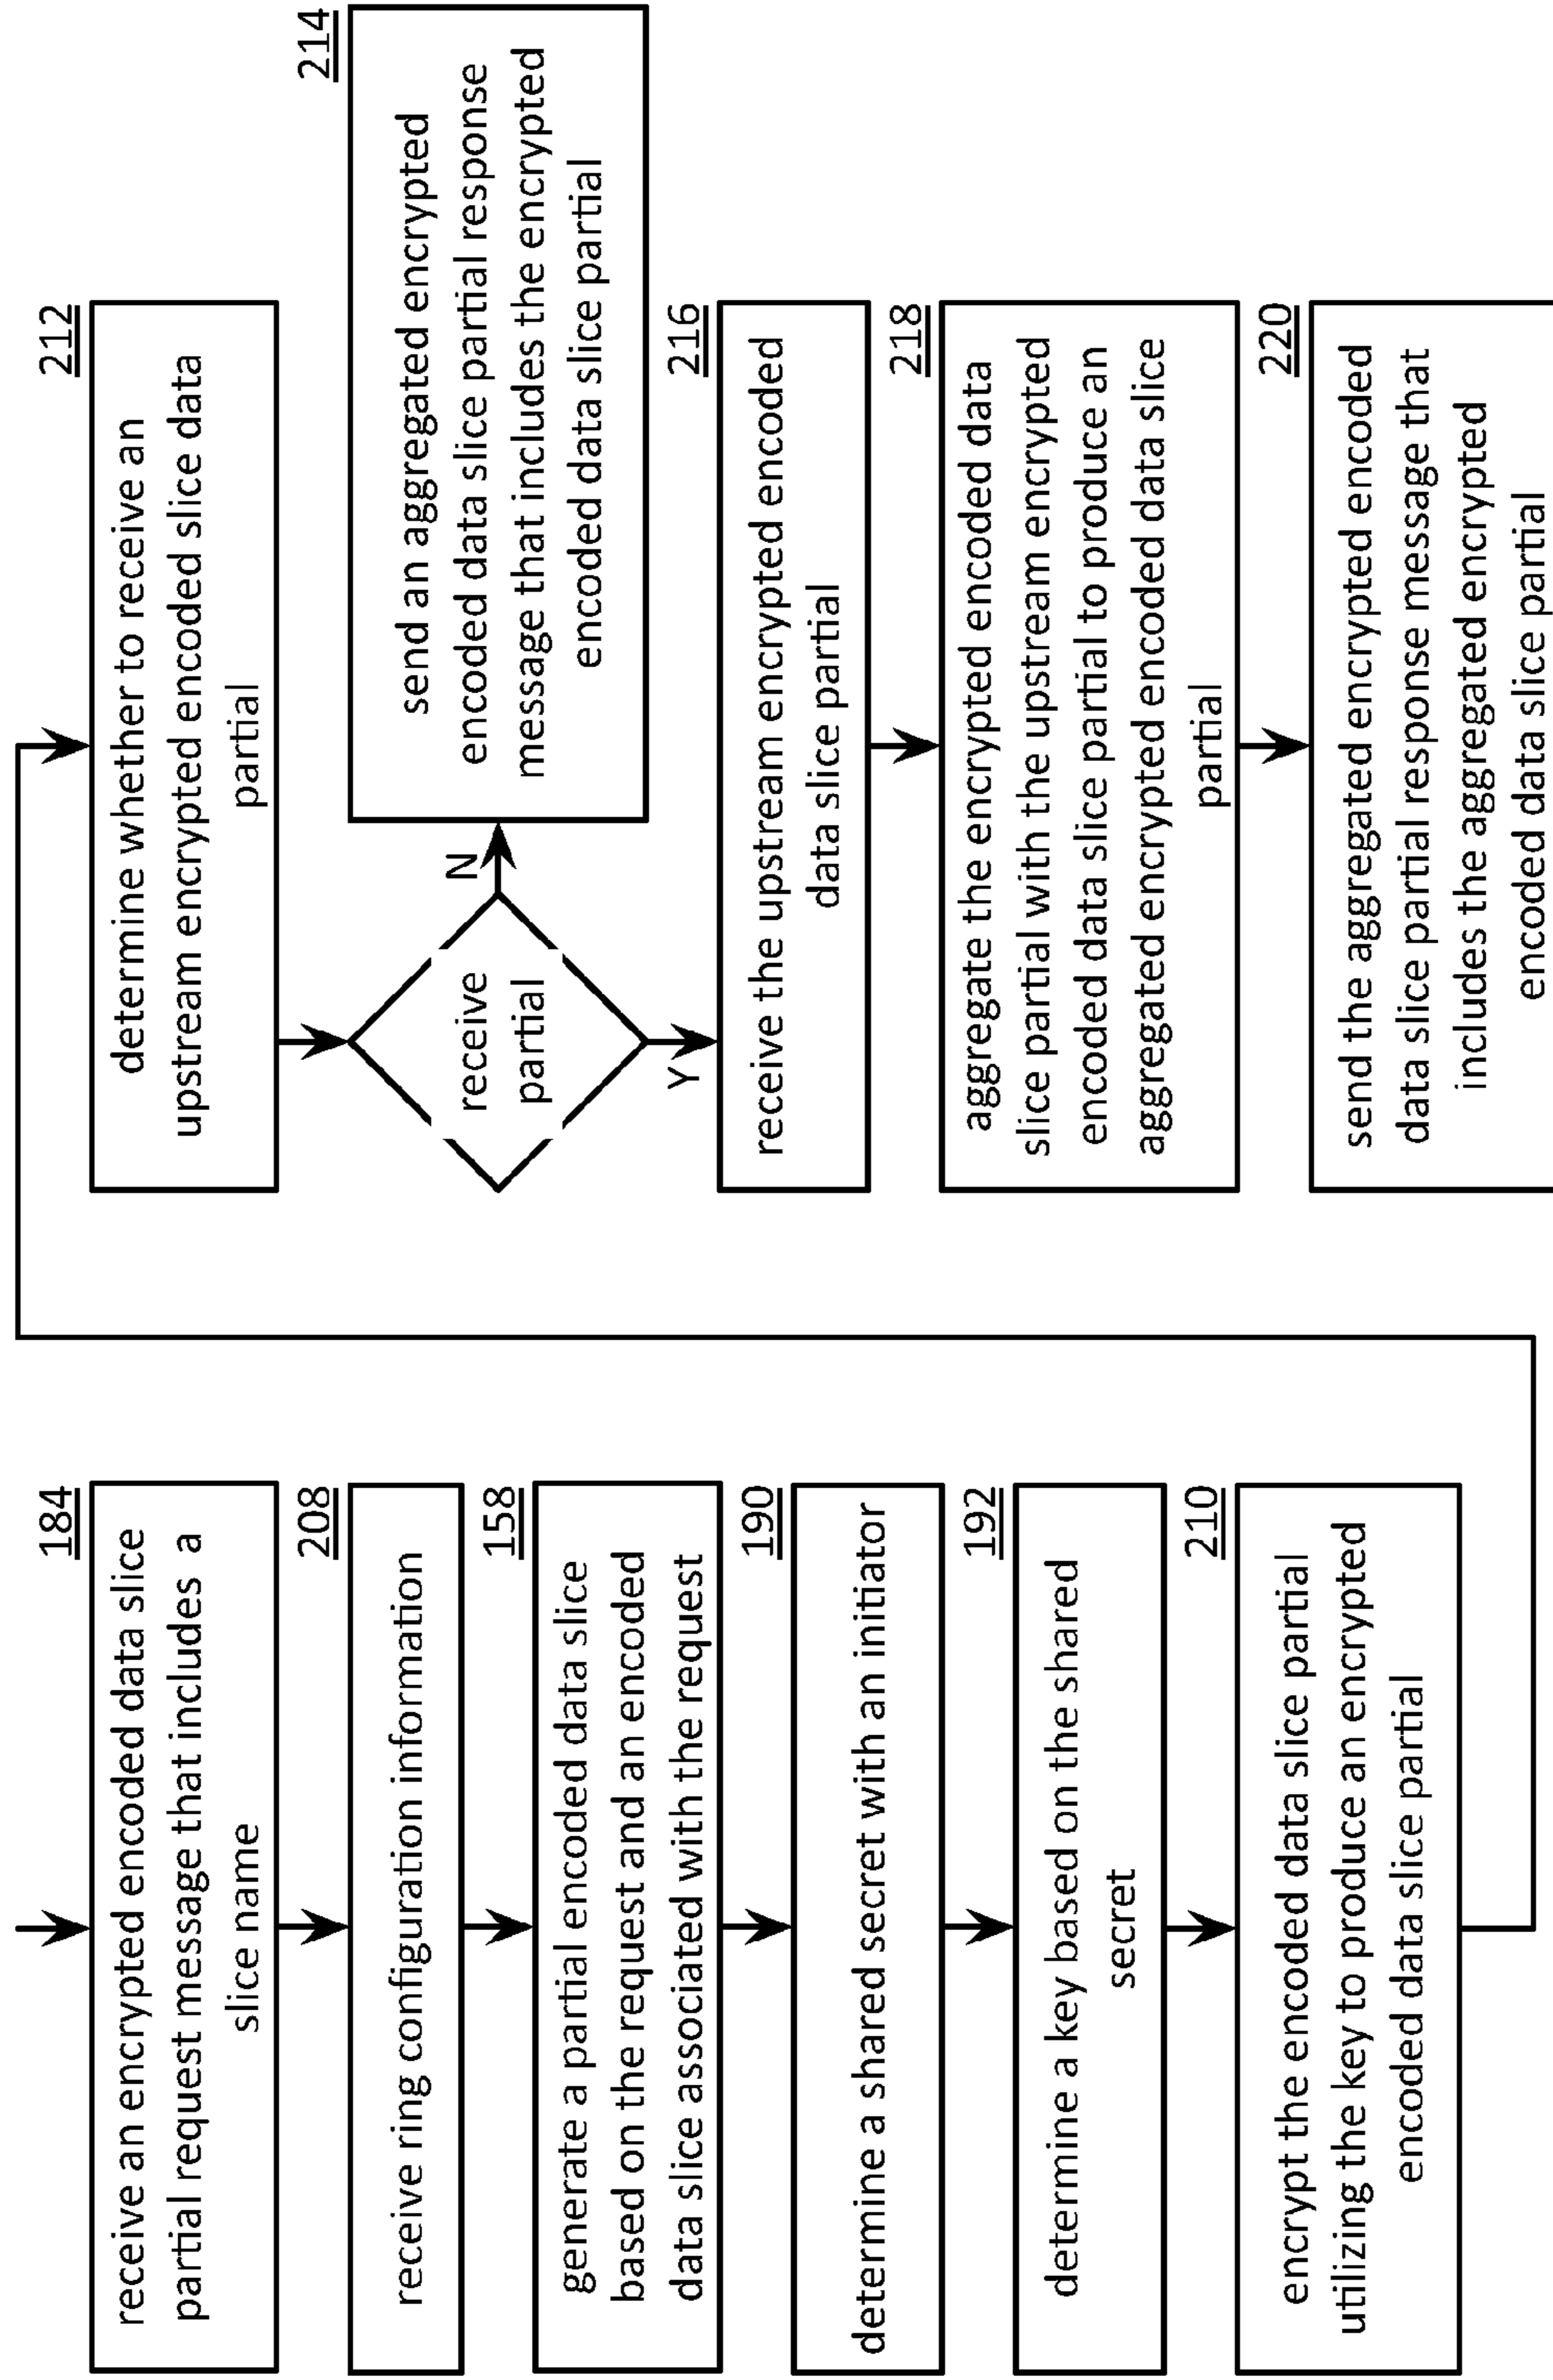 184
receive an encrypted encoded data slice
partial request message that includes a
slice name
208
receive ring configuration information
158
generate a partial encoded data slice
based on the request and an encoded
data slice associated with the request
190
determine a shared secret with an initiator
192
determine a key based on the shared
secret
210
encrypt the encoded data slice partial
utilizing the key to produce an encrypted
encoded data slice partial
212
determine whether to receive an
upstream encrypted encoded slice data
partial
receive
partial
N
Y
214
send an aggregated encrypted
encoded data slice partial response
message that includes the encrypted
encoded data slice partial
216
receive the upstream encrypted encoded
data slice partial
218
aggregate the encrypted encoded data
slice partial with the upstream encrypted
encoded data slice partial to produce an
aggregated encrypted encoded data slice
partial
220
send the aggregated encrypted encoded
data slice partial response message that
includes the aggregated encrypted
encoded data slice partial